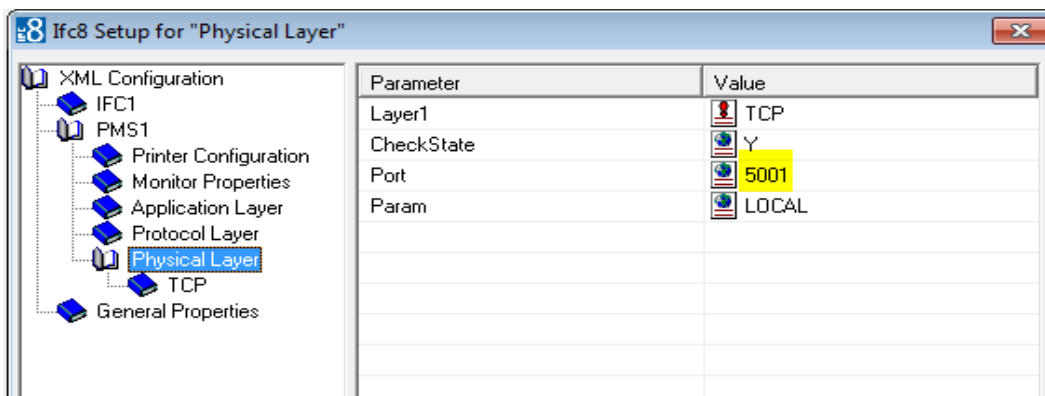 Ifc8 Setup for "Physical Layer"
XML Configuration
IFC1
PMS1
Printer Configuration
Monitor Properties
Application Layer
Protocol Layer
Physical Layer
TCP
General Properties
Parameter Value
Layer1 TCP
CheckState Y
Port 5001
Param LOCAL